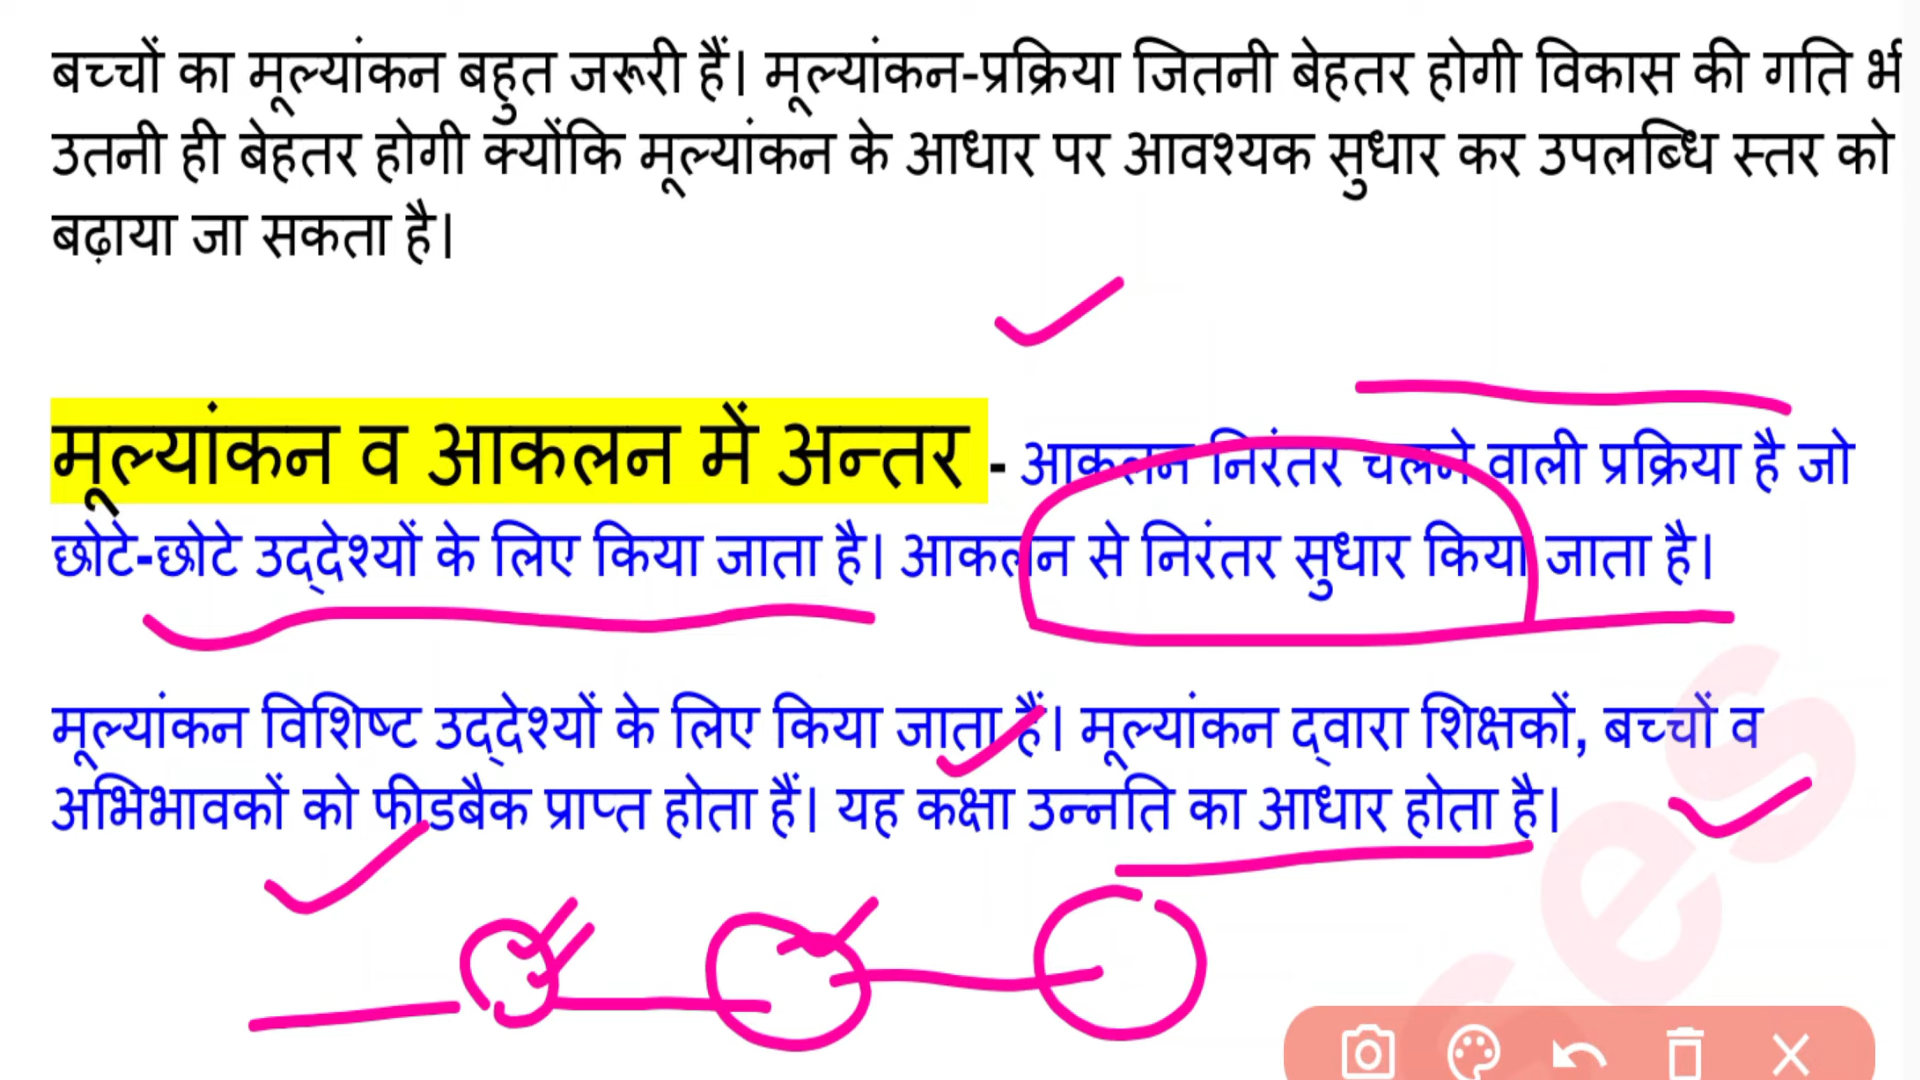 बच्चों का मूल्यांकन बहुत जरूरी हैं। मूल्यांकन-प्रक्रिया जितनी बेहतर होगी विकास की गति भी
उतनी ही बेहतर होगी क्योंकि मूल्यांकन के आधार पर आवश्यक सुधार कर उपलब्धि स्तर को
बढ़ाया जा सकता है।
मूल्यांकन व आकलन में अन्तर - आकलन निरंतर चलने वाली प्रक्रिया है जो
छोटे-छोटे उद्देश्यों के लिए किया जाता है। आकलन से निरंतर सुधार किया जाता है।
मूल्यांकन विशिष्ट उद्देश्यों के लिए किया जाता हैं। मूल्यांकन द्वारा शिक्षकों, बच्चों व
अभिभावकों को फीडबैक प्राप्त होता हैं। यह कक्षा उन्नति का आधार होता है।